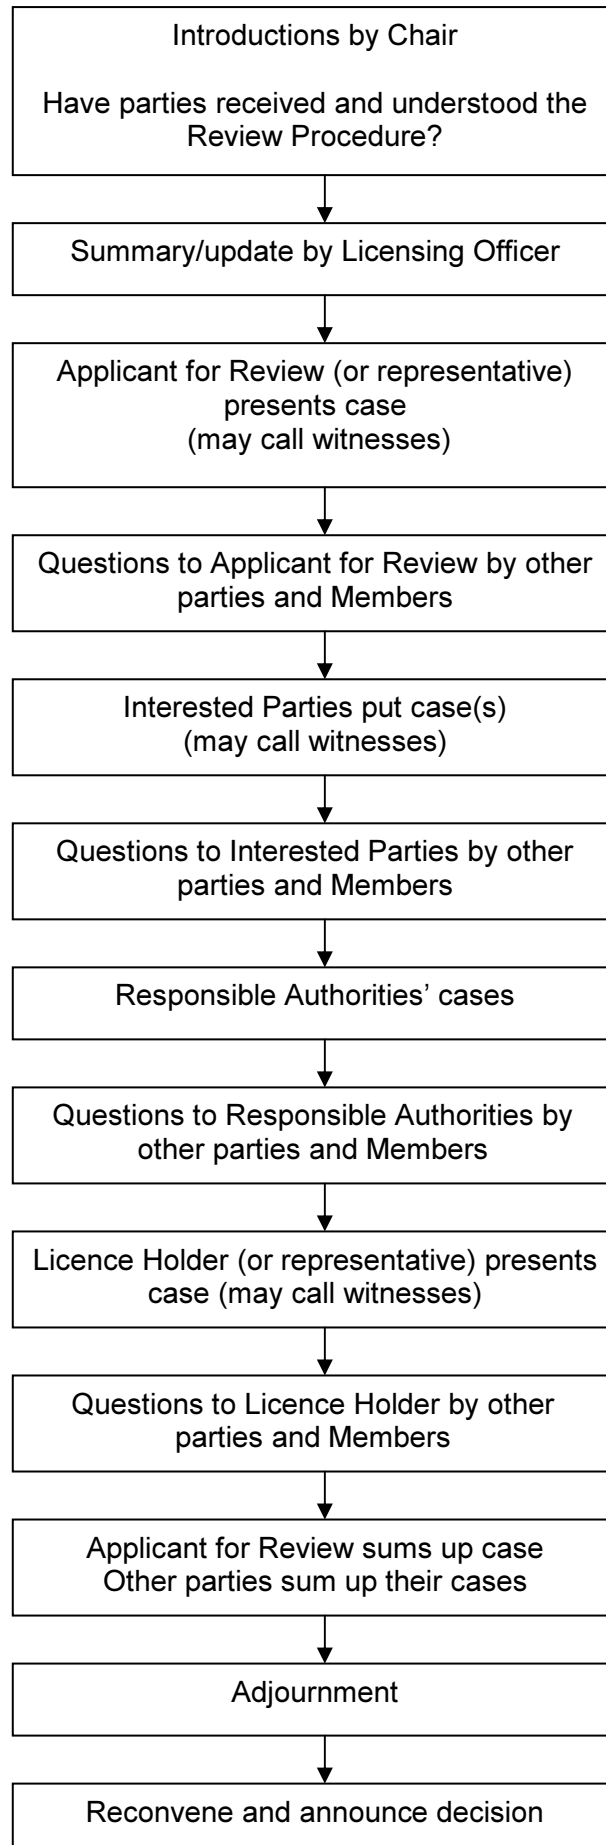 Introductions by Chair
Have parties received and understood the
Review Procedure?
Summary/update by Licensing Officer
Applicant for Review (or representative)
presents case
(may call witnesses)
Questions to Applicant for Review by other
parties and Members
Interested Parties put case(s)
(may call witnesses)
Questions to Interested Parties by other
parties and Members
Responsible Authorities’ cases
Questions to Responsible Authorities by
other parties and Members
Licence Holder (or representative) presents
case (may call witnesses)
Questions to Licence Holder by other
parties and Members
Applicant for Review sums up case
Other parties sum up their cases
Adjournment
Reconvene and announce decision